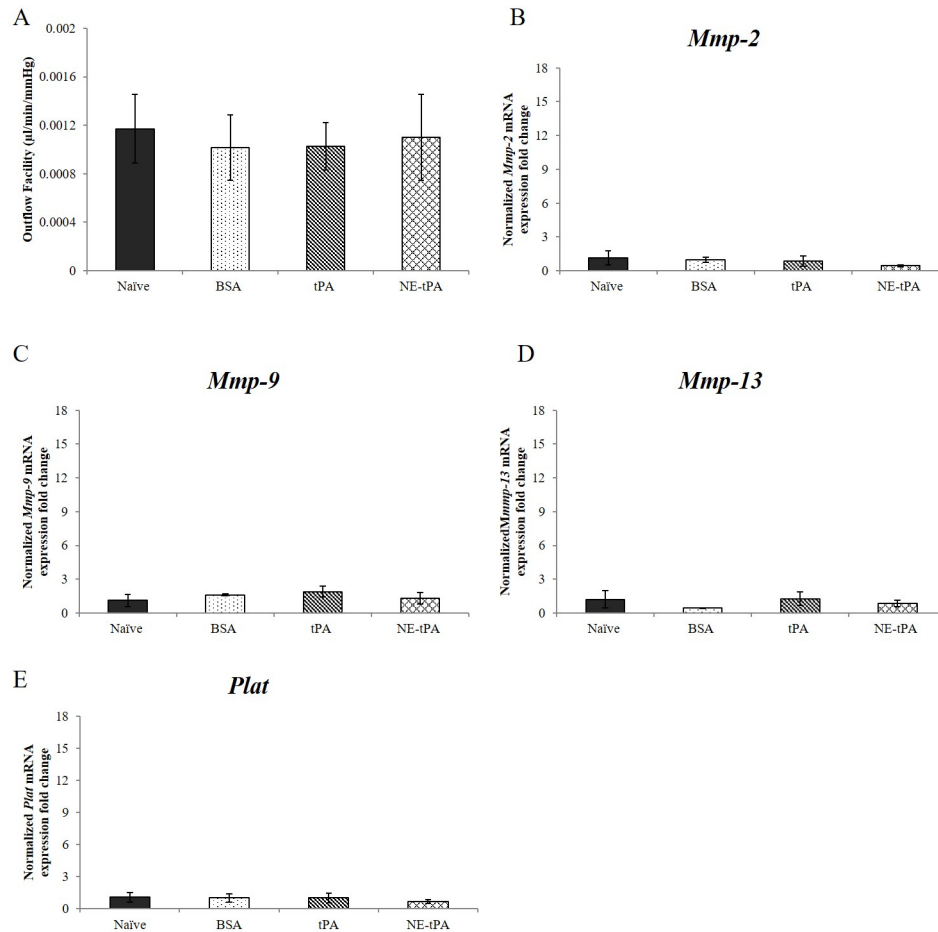 A
Outflow Facility (µl/min/mmHg)
0.002
0.0016
0.0012
0.0008
0.0004
0
Naïve BSA tPA NE-tPA
B
Mmp-2
Normalized Mmp-2 mRNA
expression fold change
18
15
12
9
6
3
0
Naïve BSA tPA NE-tPA
C
Mmp-9
Normalized Mmp-9 mRNA
expression fold change
18
15
12
9
6
3
0
Naïve BSA tPA NE-tPA
D
Mmp-13
NormalizedMmmp-13 mRNA
expression fold change
18
15
12
9
6
3
0
Naïve BSA tPA NE-tPA
E
Plat
Normalized Plat mRNA
expression fold change
18
15
12
9
6
3
0
Naïve BSA tPA NE-tPA